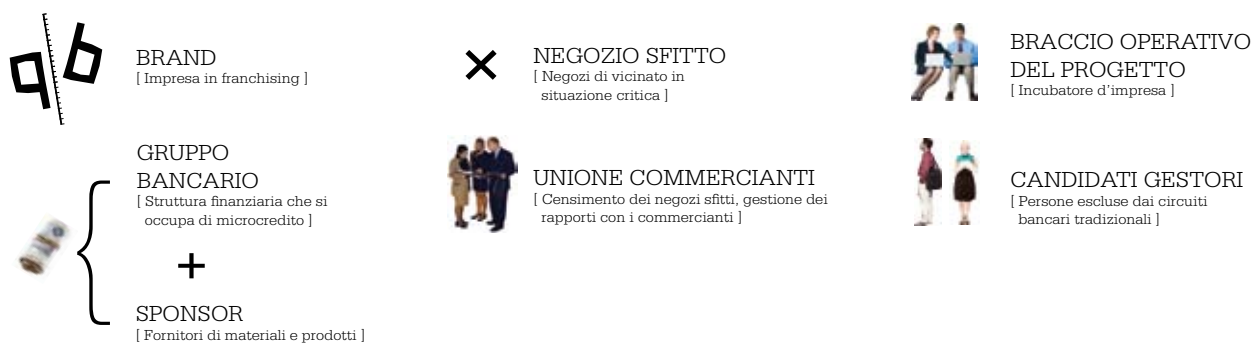 qb
BRAND
[ Impresa in franchising ]
GRUPPO
BANCARIO
[ Struttura finanziaria che si
occupa di microcredito ]
+
SPONSOR
[ Fornitori di materiali e prodotti ]
NEGOZIO SFITTO
[ Negozi di vicinato in
situazione critica ]
UNIONE COMMERCIANTI
[ Censimento dei negozi sfitti, gestione dei
rapporti con i commercianti ]
BRACCIO OPERATIVO
DEL PROGETTO
[ Incubatore d'impresa ]
CANDIDATI GESTORI
[ Persone escluse dai circuiti
bancari tradizionali ]